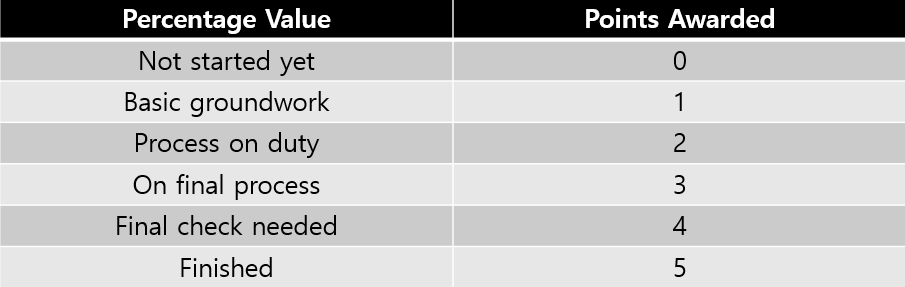 Percentage Value Points Awarded
Not started yet 0
Basic groundwork 1
Process on duty 2
On final process 3
Final check needed 4
Finished 5